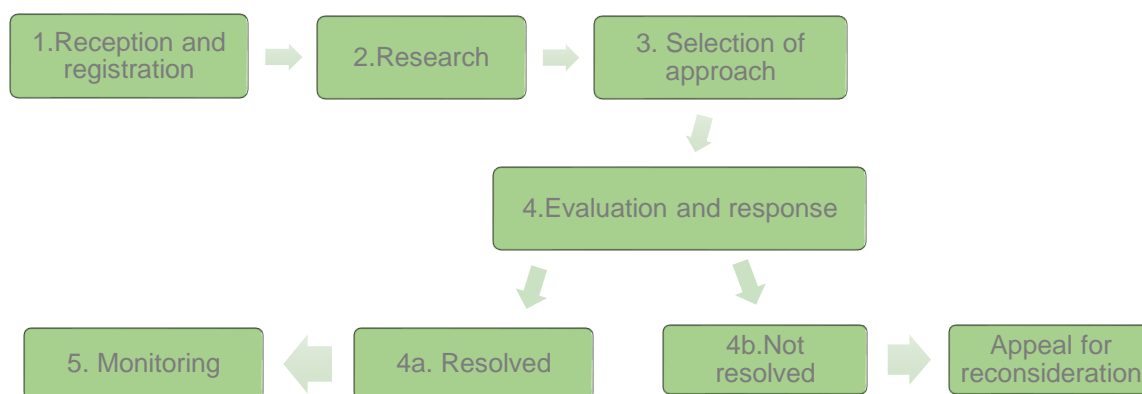 1.Reception and
registration
2.Research
3. Selection of
approach
4.Evaluation and response
5. Monitoring
4a. Resolved
4b.Not
resolved
Appeal for
reconsideration